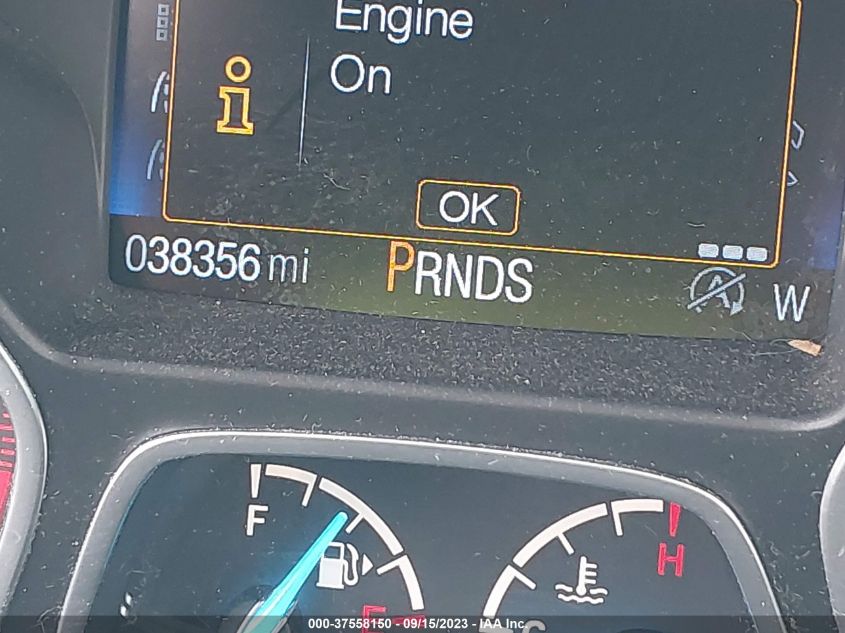 Engine
On
OK
038356 mi PRNDS A W
F
H
E
C
000-37558150 - 09/15/2023 - IAA Inc.